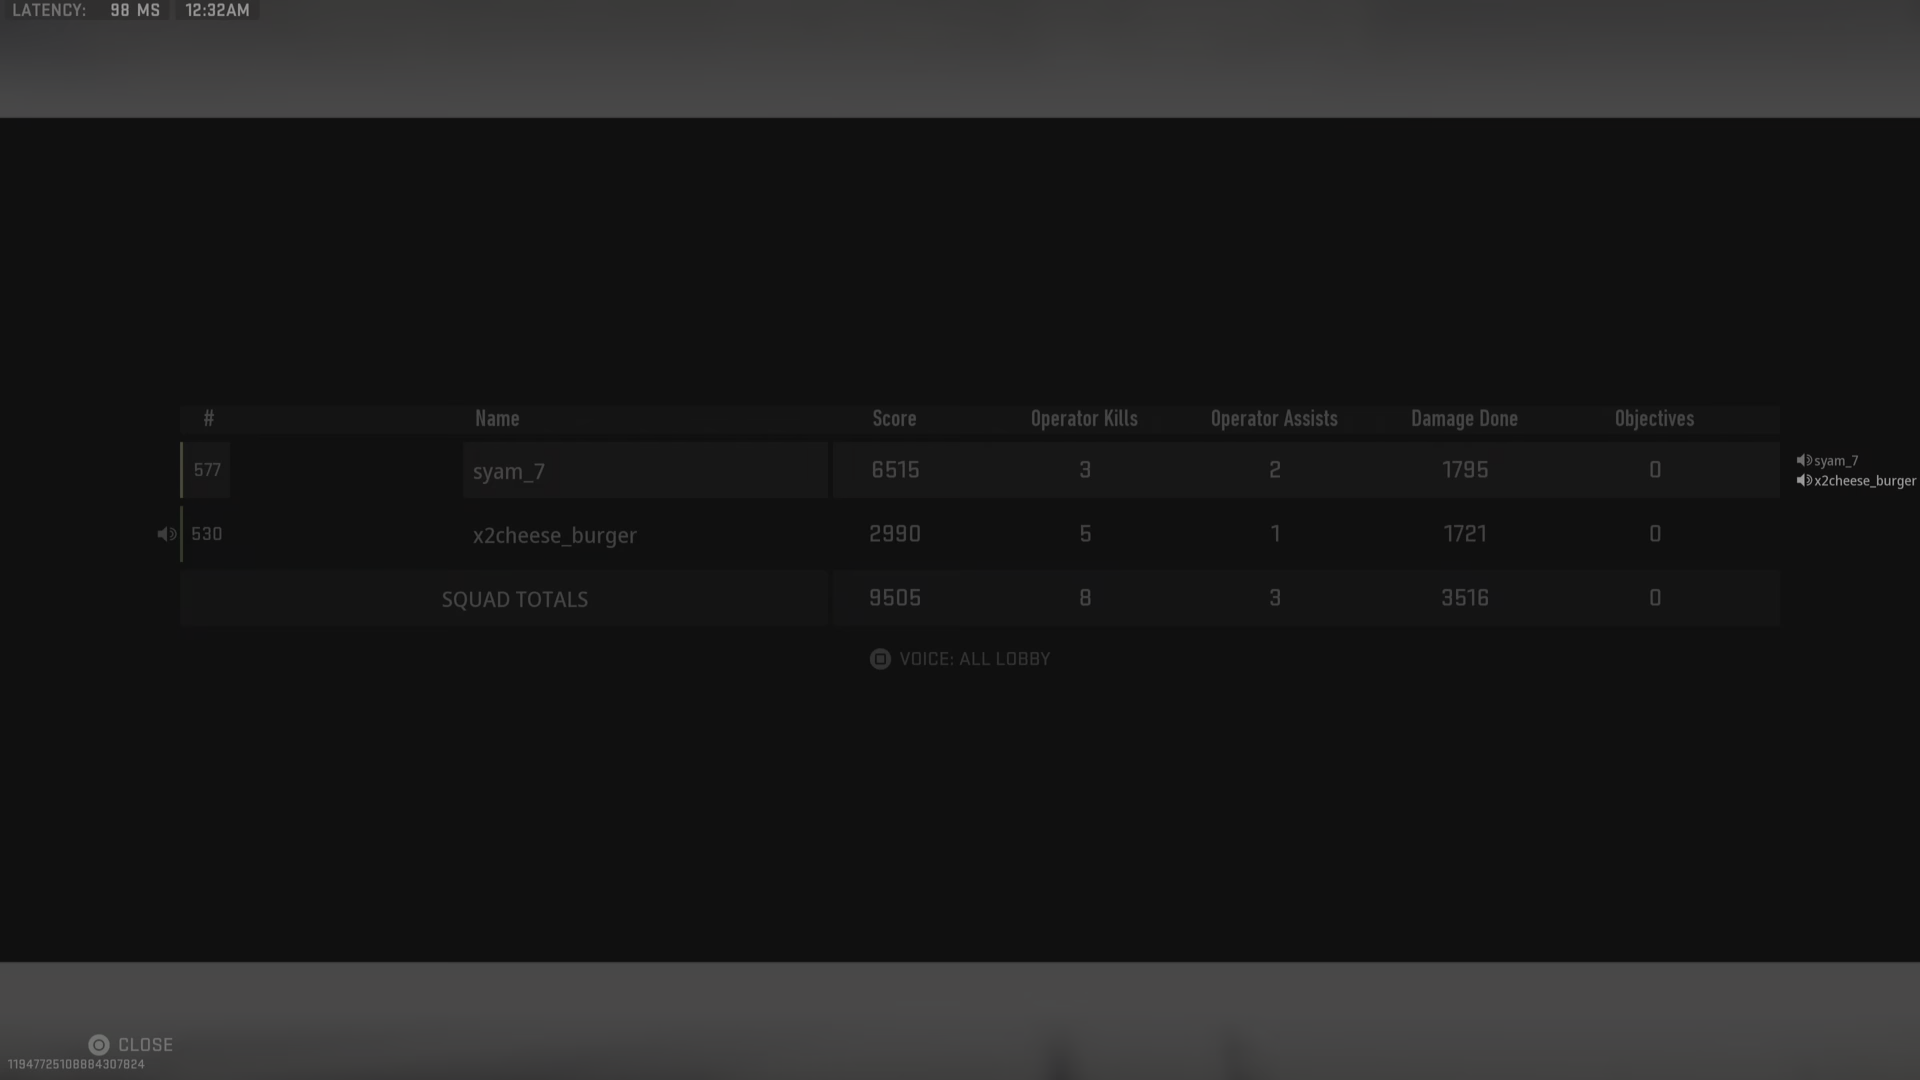 LATENCY: 98 MS 12:32AM
# Name Score Operator Kills Operator Assists Damage Done Objectives
577 syam_7 6515 3 2 1795 0
syam_7
x2cheese_burger
530 x2cheese_burger 2990 5 1 1721 0
SQUAD TOTALS 9505 8 3 3516 0
VOICE: ALL LOBBY
CLOSE
11947725108884307824